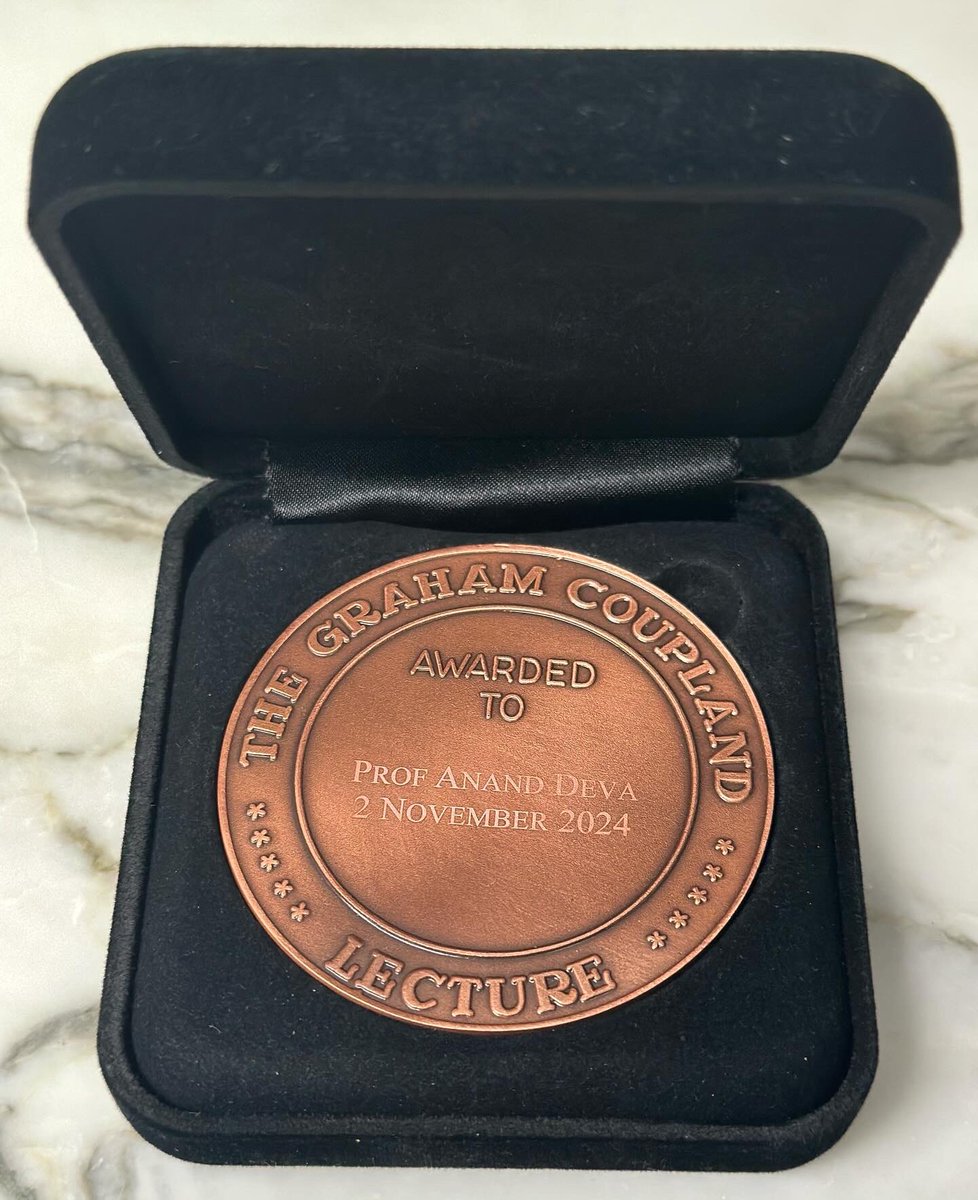 THE GRAHAM COUPLAND
AWARDED
TO
PROF ANAND DEVA
2 NOVEMBER 2024
LECTURE